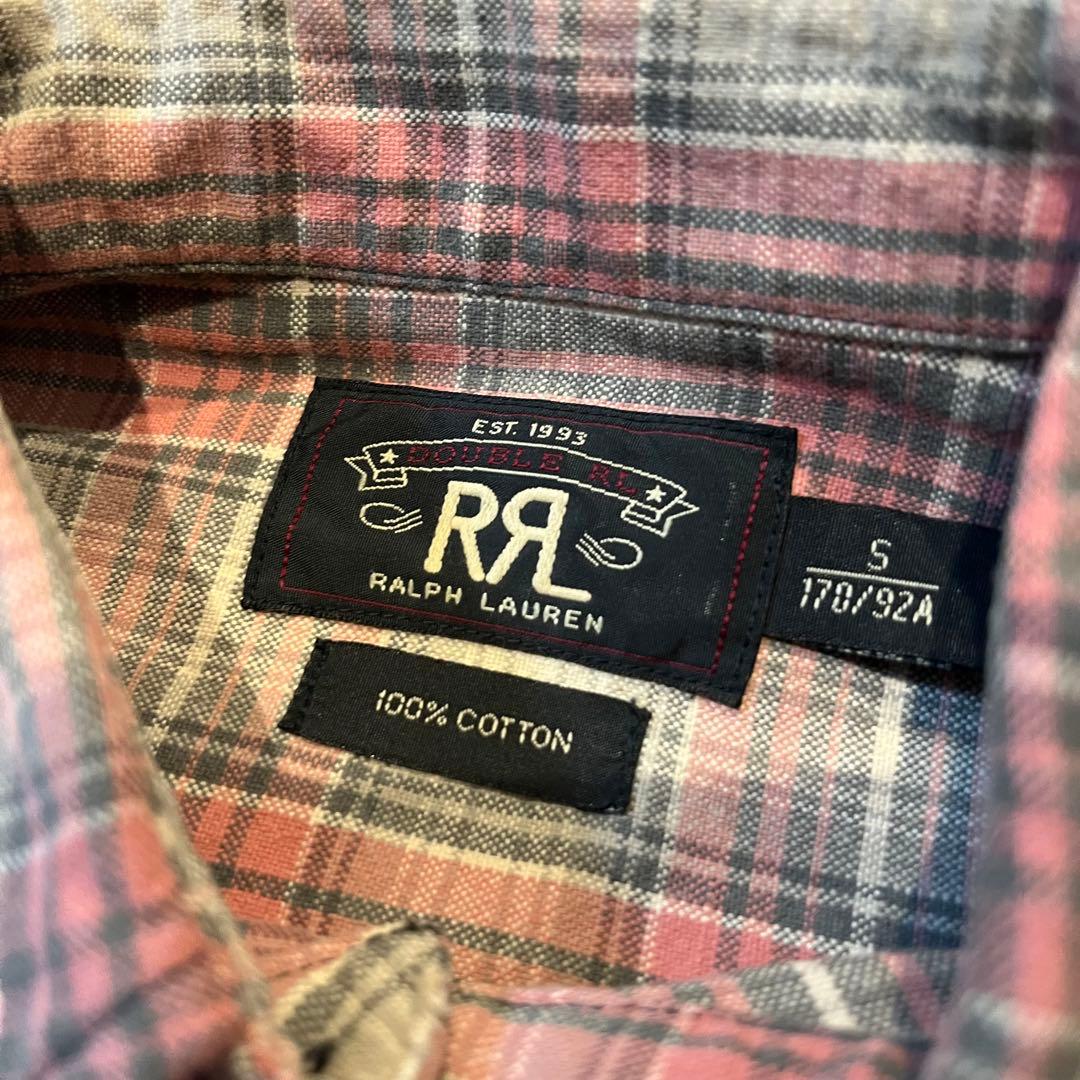 EST. 1993
DOUBLE RL
RRL
RALPH LAUREN
S
170/92A
100% COTTON